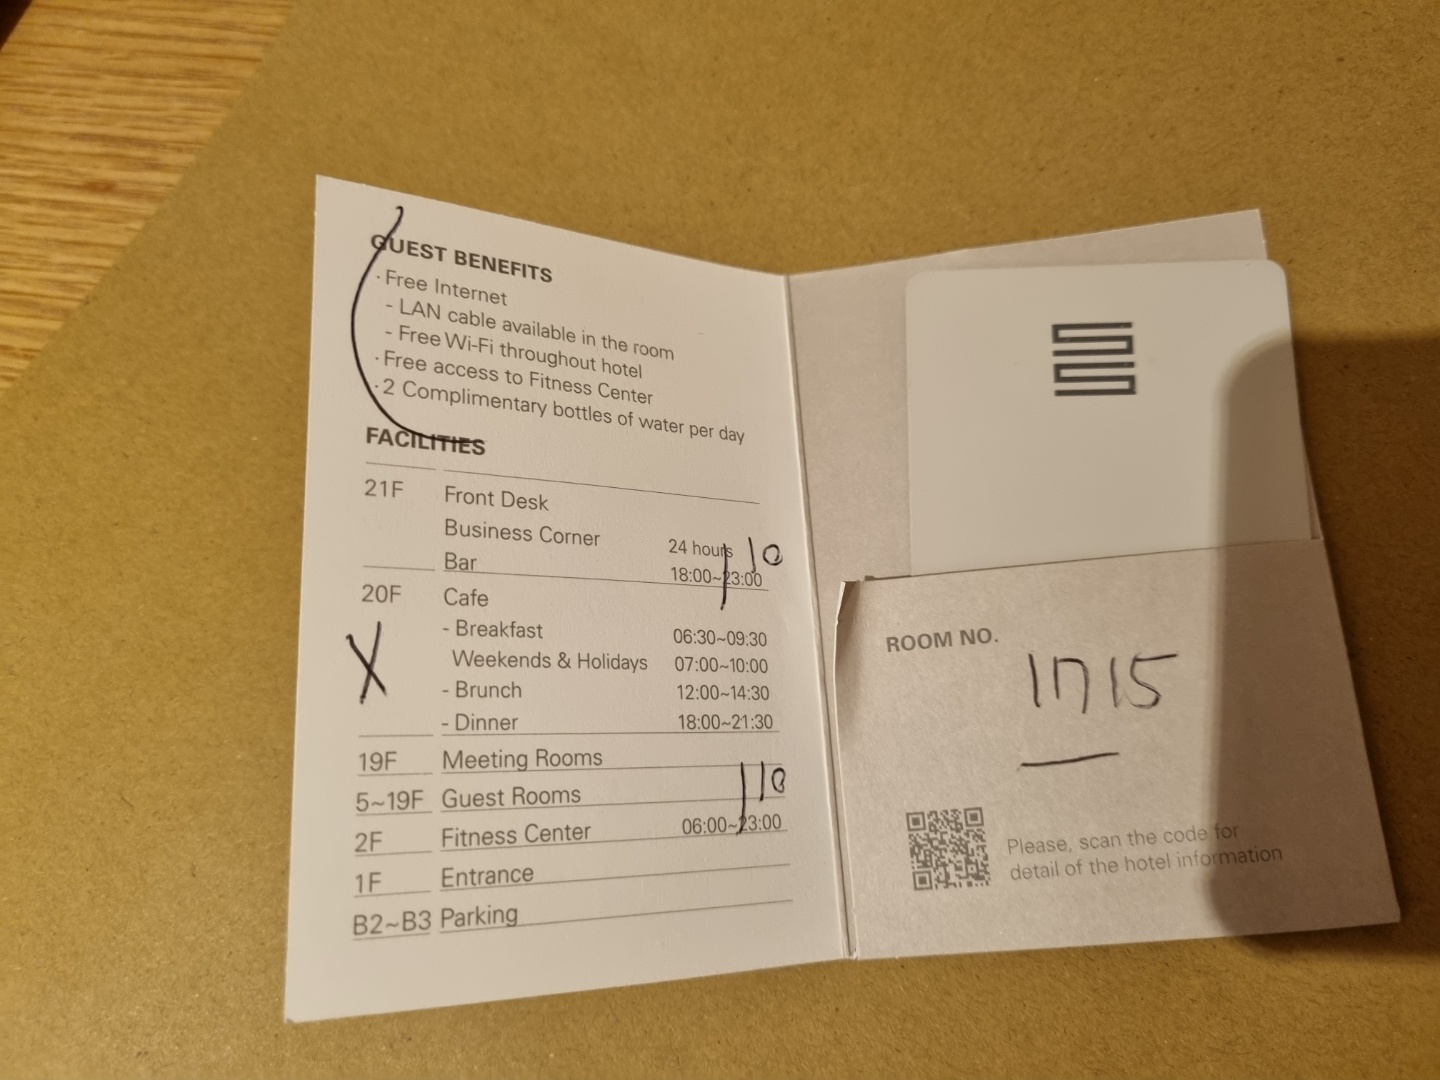 GUEST BENEFITS
· Free Internet
- LAN cable available in the room
- Free Wi-Fi throughout hotel
· Free access to Fitness Center
· 2 Complimentary bottles of water per day
FACILITIES
21F Front Desk
Business Corner 24 hours
10
Bar 18:00~23:00
20F Cafe
- Breakfast 06:30~09:30
Weekends & Holidays 07:00~10:00
X
- Brunch 12:00~14:30
- Dinner 18:00~21:30
19F Meeting Rooms
5~19F Guest Rooms
10
2F Fitness Center 06:00~23:00
1F Entrance
B2~B3 Parking
ROOM NO.
1715
Please, scan the code for
detail of the hotel information